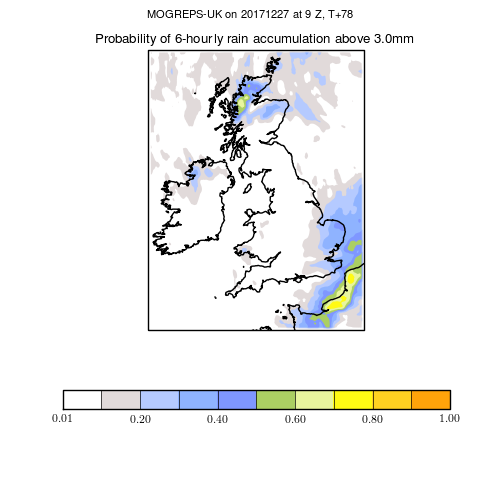 MOGREPS-UK on 20171227 at 9 Z, T+78
Probability of 6-hourly rain accumulation above 3.0mm
0.01 0.20 0.40 0.60 0.80 1.00